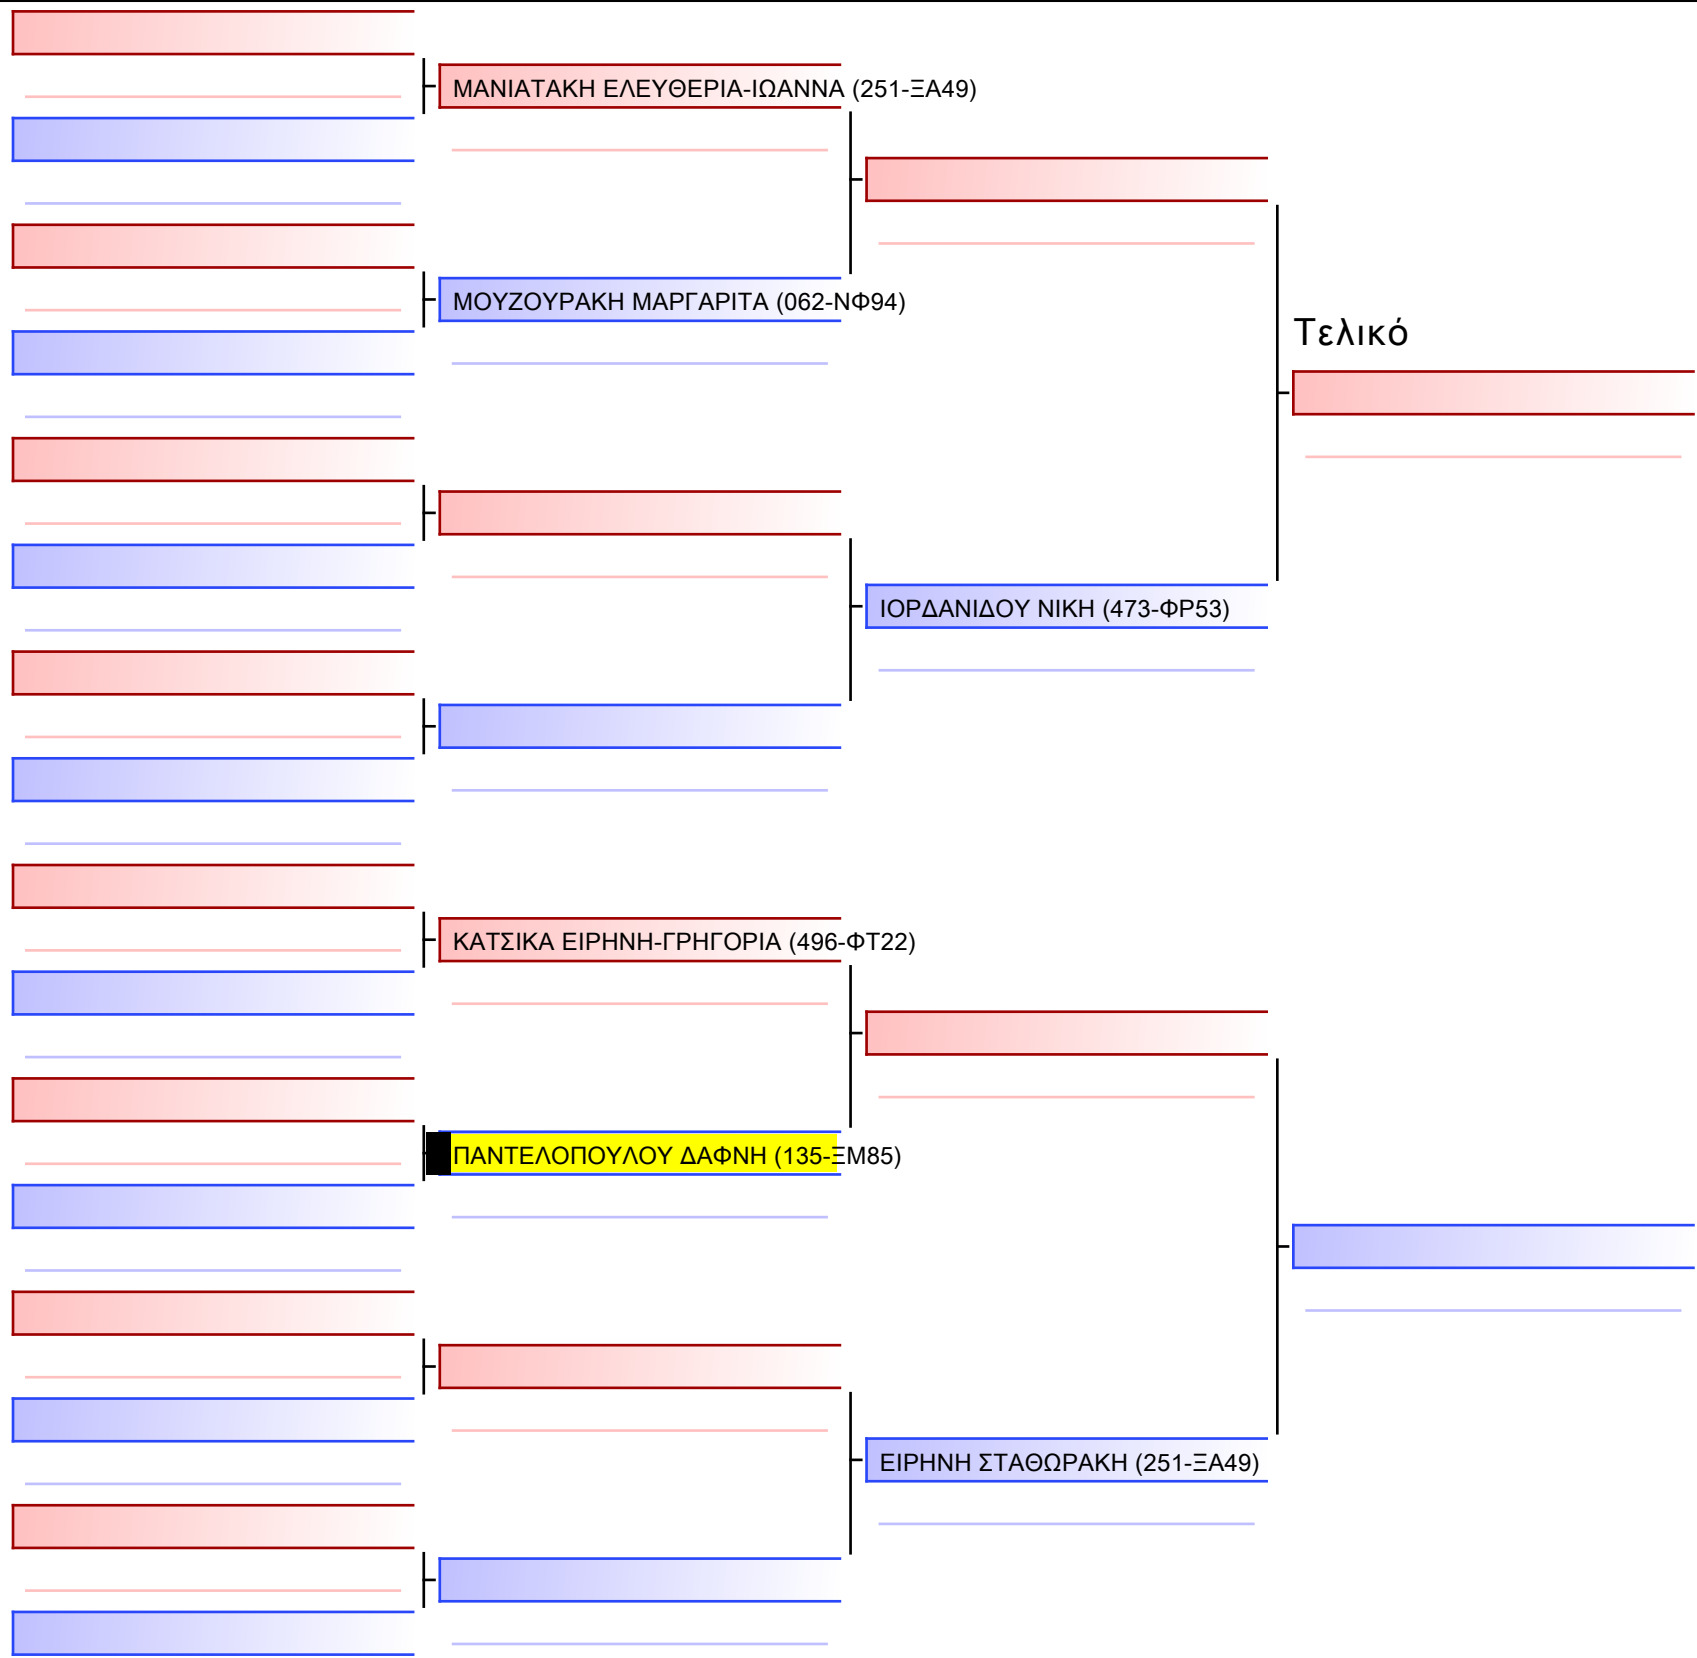 ΜΑΝΙΑΤΑΚΗ ΕΛΕΥΘΕΡΙΑ-ΙΩΑΝΝΑ (251-ΞΑ49)
ΜΟΥΖΟΥΡΑΚΗ ΜΑΡΓΑΡΙΤΑ (062-ΝΦ94)
Τελικό
ΙΟΡΔΑΝΙΔΟΥ ΝΙΚΗ (473-ΦΡ53)
ΚΑΤΣΙΚΑ ΕΙΡΗΝΗ-ΓΡΗΓΟΡΙΑ (496-ΦΤ22)
ΠΑΝΤΕΛΟΠΟΥΛΟΥ ΔΑΦΝΗ (135-ΞΜ85)
ΕΙΡΗΝΗ ΣΤΑΘΩΡΑΚΗ (251-ΞΑ49)